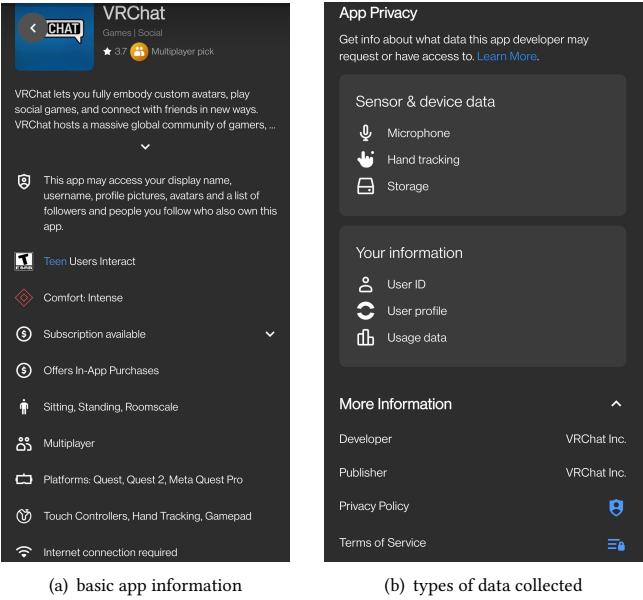 CHAT
VRChat
Games | Social
3.7 Multiplayer pick
VRChat lets you fully embody custom avatars, play
social games, and connect with friends in new ways.
VRChat hosts a massive global community of gamers, ...
This app may access your display name,
username, profile pictures, avatars and a list of
followers and people you follow who also own this
app.
T
ESRB
Teen Users Interact
Comfort: Intense
Subscription available
Offers In-App Purchases
Sitting, Standing, Roomscale
Multiplayer
Platforms: Quest, Quest 2, Meta Quest Pro
Touch Controllers, Hand Tracking, Gamepad
Internet connection required
(a) basic app information
App Privacy
Get info about what data this app developer may
request or have access to. Learn More.
Sensor & device data
Microphone
Hand tracking
Storage
Your information
User ID
User profile
Usage data
More Information
Developer VRChat Inc.
Publisher VRChat Inc.
Privacy Policy
Terms of Service
(b) types of data collected